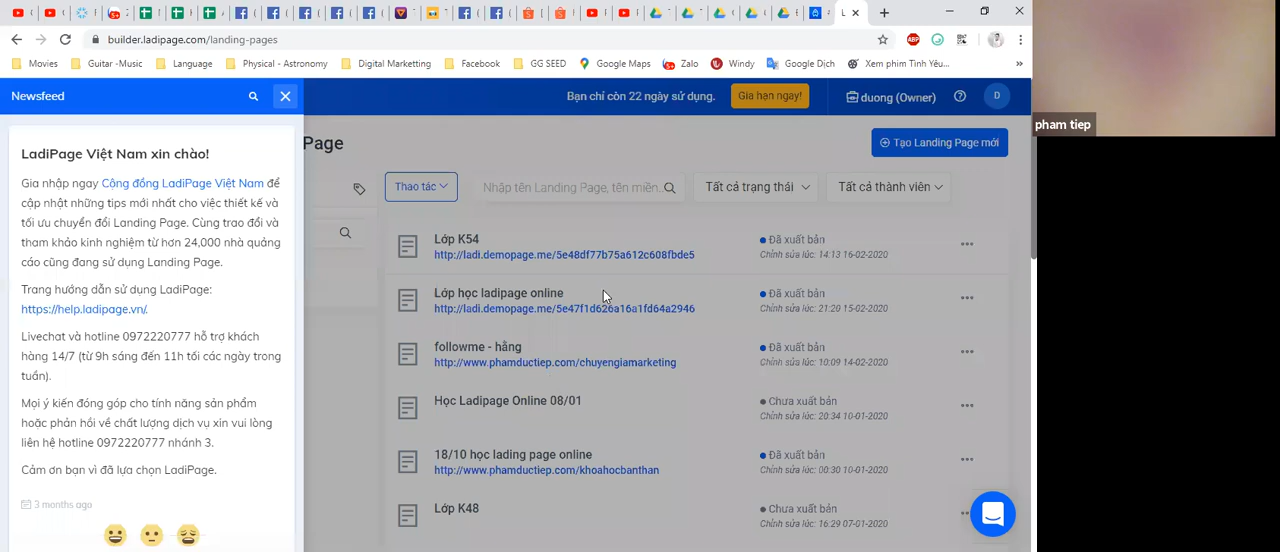 builder.ladipage.com/landing-pages
Movies
Guitar -Music
Language
Physical - Astronomy
Digital Marketting
Facebook
GG SEED
Google Maps
Zalo
Windy
Google Dịch
Xem phim Tình Yêu...
Newsfeed
LadiPage Việt Nam xin chào!
Gia nhập ngay Cộng đồng LadiPage Việt Nam để
cập nhật những tips mới nhất cho việc thiết kế và
tối ưu chuyển đổi Landing Page. Cùng trao đổi và
tham khảo kinh nghiệm từ hơn 24,000 nhà quảng
cáo cũng đang sử dụng Landing Page.
Trang hướng dẫn sử dụng LadiPage:
https://help.ladipage.vn/.
Livechat và hotline 0972220777 hỗ trợ khách
hàng 14/7 (từ 9h sáng đến 11h tối các ngày trong
tuần).
Mọi ý kiến đóng góp cho tính năng sản phẩm
hoặc phản hồi về chất lượng dịch vụ xin vui lòng
liên hệ hotline 0972220777 nhánh 3.
Cảm ơn bạn vì đã lựa chọn LadiPage.
3 months ago
Bạn chỉ còn 22 ngày sử dụng.
Gia hạn ngay!
duong (Owner)
D
Page
Tạo Landing Page mới
Thao tác
Nhập tên Landing Page, tên miền...
Tất cả trạng thái
Tất cả thành viên
Lớp K54
http://ladi.demopage.me/5e48df77b75a612c608fbde5
Đã xuất bản
Chỉnh sửa lúc: 14:13 16-02-2020
Lớp học ladipage online
http://ladi.demopage.me/5e47f1d626a16a1fd64a2946
Đã xuất bản
Chỉnh sửa lúc: 21:20 15-02-2020
followme - hằng
http://www.phamductiep.com/chuyengiamarketing
Đã xuất bản
Chỉnh sửa lúc: 10:09 14-02-2020
Học Ladipage Online 08/01
Chưa xuất bản
Chỉnh sửa lúc: 20:34 10-01-2020
18/10 học lading page online
http://www.phamductiep.com/khoahocbanthan
Đã xuất bản
Chỉnh sửa lúc: 00:30 10-01-2020
Lớp K48
Chưa xuất bản
Chỉnh sửa lúc: 16:29 07-01-2020
pham tiep